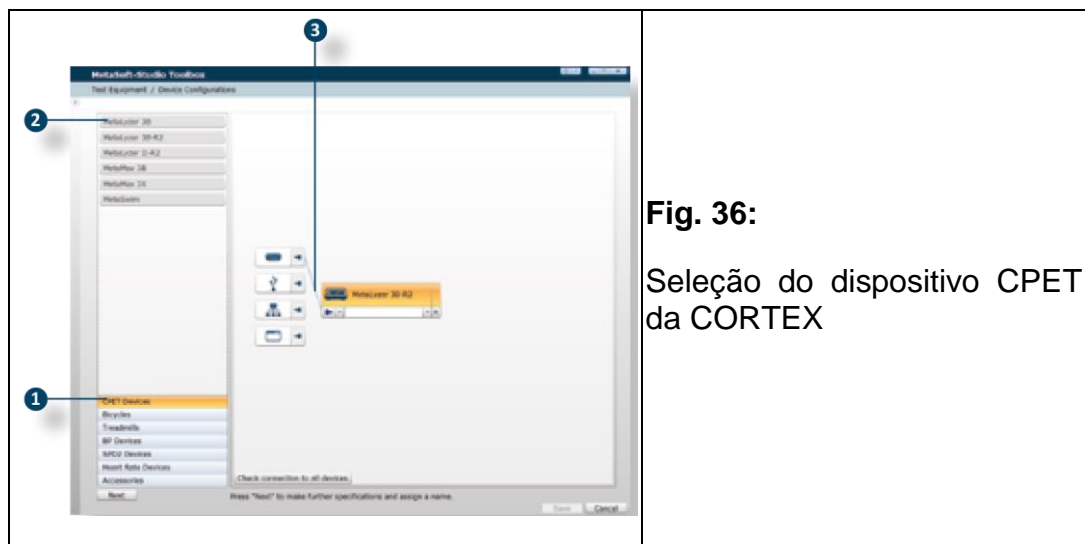 3
MetaSoft-Studio Toolbox
Test Equipment / Device Configurations
2
MetaLyzer 3B
MetaLyzer 3B-R2
MetaLyzer II-R2
MetaMax 3B
MetaMax 3X
MetaSwim
MetaLyzer 3B-R2
1
CPET Devices
Bicycles
Treadmills
BP Devices
SPO2 Devices
Heart Rate Devices
Accessories
Check connection to all devices.
Next
Press "Next" to make further specifications and assign a name.
Save
Cancel
Fig. 36:
Seleção do dispositivo CPET
da CORTEX